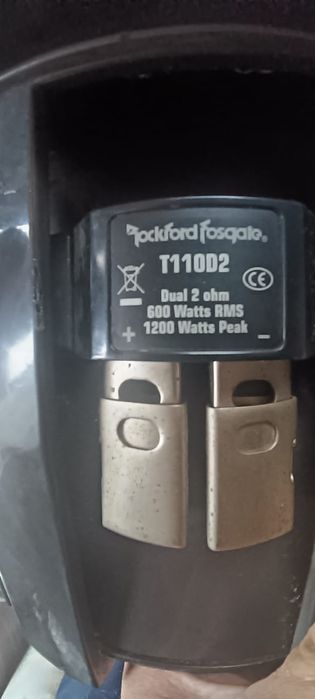 Rockford Fosgate®
T110D2
CE
Dual 2 ohm
600 Watts RMS
+ 1200 Watts Peak −